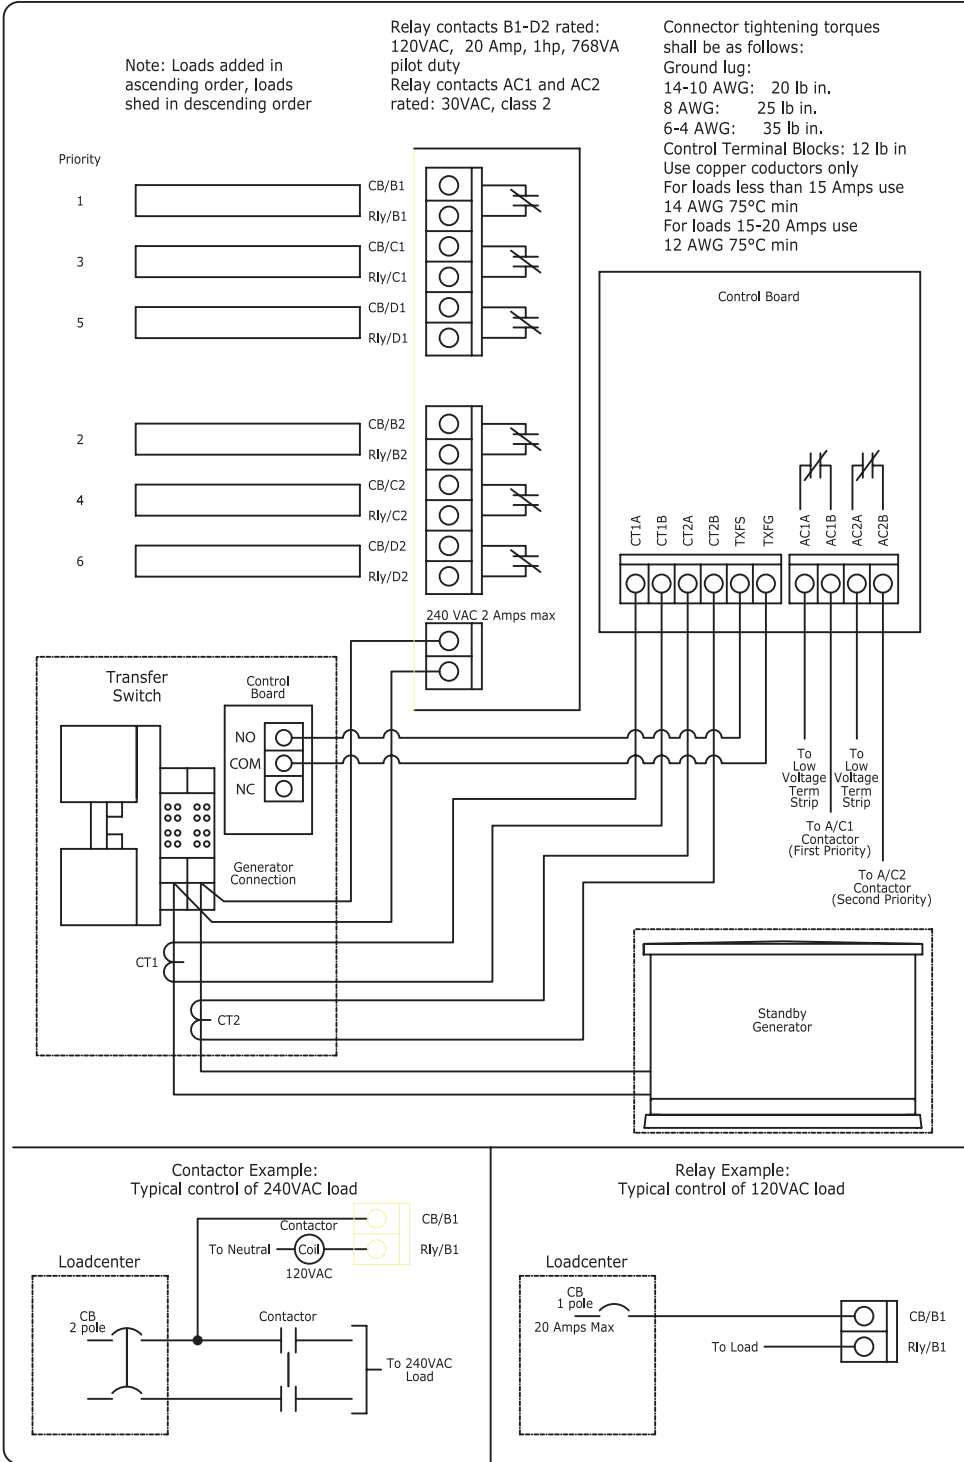 Note: Loads added in
ascending order, loads
shed in descending order
Relay contacts B1-D2 rated:
120VAC, 20 Amp, 1hp, 768VA
pilot duty
Relay contacts AC1 and AC2
rated: 30VAC, class 2
Connector tightening torques
shall be as follows:
Ground lug:
14-10 AWG: 20 lb in.
8 AWG: 25 lb in.
6-4 AWG: 35 lb in.
Control Terminal Blocks: 12 lb in
Use copper coductors only
For loads less than 15 Amps use
14 AWG 75°C min
For loads 15-20 Amps use
12 AWG 75°C min
Priority
1
CB/B1
Rly/B1
3
CB/C1
Rly/C1
5
CB/D1
Rly/D1
2
CB/B2
Rly/B2
4
CB/C2
Rly/C2
6
CB/D2
Rly/D2
240 VAC 2 Amps max
Control Board
CT1A
CT1B
CT2A
CT2B
TXFS
TXFG
AC1A
AC1B
AC2A
AC2B
Transfer
Switch
Control
Board
NO
COM
NC
Generator
Connection
CT1
CT2
To
Low
Voltage
Term
Strip
To
Low
Voltage
Term
Strip
To A/C1
Contactor
(First Priority)
To A/C2
Contactor
(Second Priority)
Standby
Generator
Contactor Example:
Typical control of 240VAC load
Contactor
To Neutral
Coil
120VAC
CB/B1
Rly/B1
Loadcenter
CB
2 pole
Contactor
To 240VAC
Load
Relay Example:
Typical control of 120VAC load
Loadcenter
CB
1 pole
20 Amps Max
To Load
CB/B1
Rly/B1